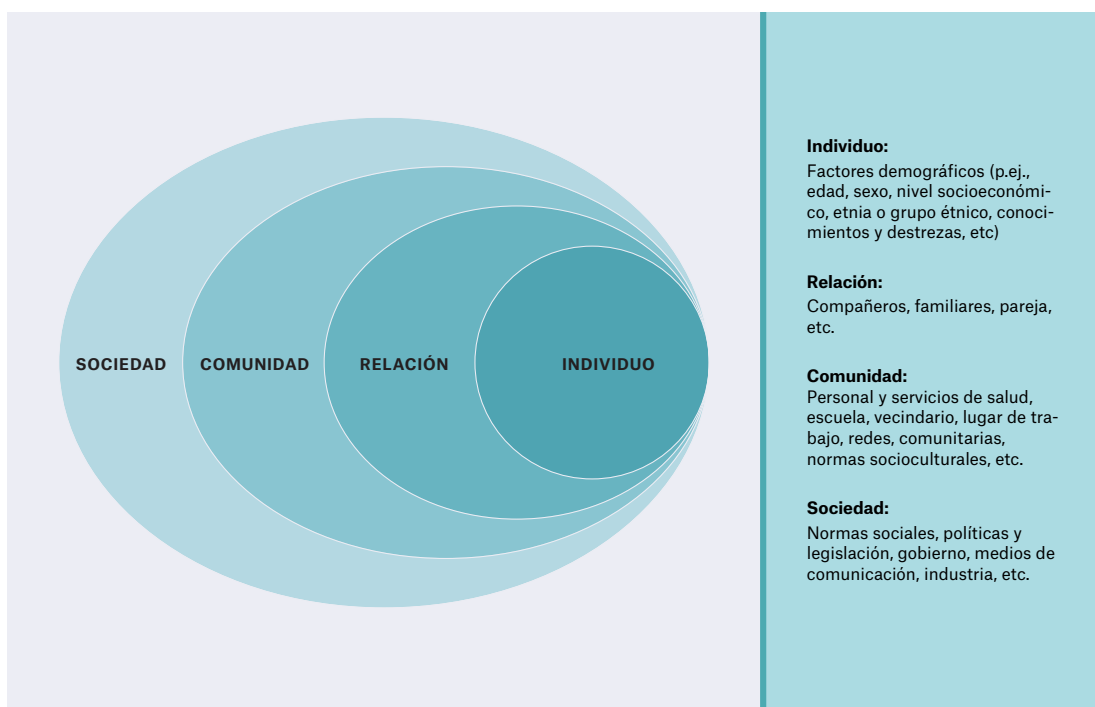 SOCIEDAD
COMUNIDAD
RELACIÓN
INDIVIDUO
Individuo:
Factores demográficos (p.ej.,
edad, sexo, nivel socioeconómi-
co, etnia o grupo étnico, conoci-
mientos y destrezas, etc)
Relación:
Compañeros, familiares, pareja,
etc.
Comunidad:
Personal y servicios de salud,
escuela, vecindario, lugar de tra-
bajo, redes, comunitarias,
normas socioculturales, etc.
Sociedad:
Normas sociales, políticas y
legislación, gobierno, medios de
comunicación, industria, etc.